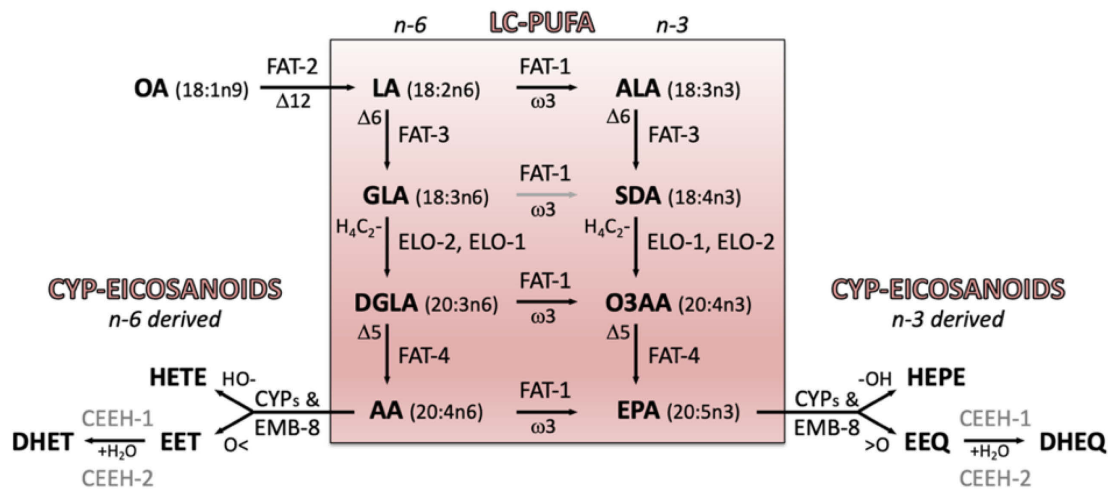 LC-PUFA
n-6
n-3
OA (18:1n9)
FAT-2
Δ12
LA (18:2n6)
FAT-1
ω3
ALA (18:3n3)
Δ6
FAT-3
Δ6
FAT-3
GLA (18:3n6)
FAT-1
ω3
SDA (18:4n3)
H4C2-
ELO-2, ELO-1
H4C2-
ELO-1, ELO-2
CYP-EICOSANOIDS
n-6 derived
DGLA (20:3n6)
FAT-1
ω3
O3AA (20:4n3)
CYP-EICOSANOIDS
n-3 derived
Δ5
FAT-4
Δ5
FAT-4
HETE
HO-
CYPs &
EMB-8
AA (20:4n6)
FAT-1
ω3
EPA (20:5n3)
CYPs &
EMB-8
-OH
HEPE
DHET
CEEH-1
+H2O
CEEH-2
EET
O<
>O
EEQ
CEEH-1
+H2O
CEEH-2
DHEQ